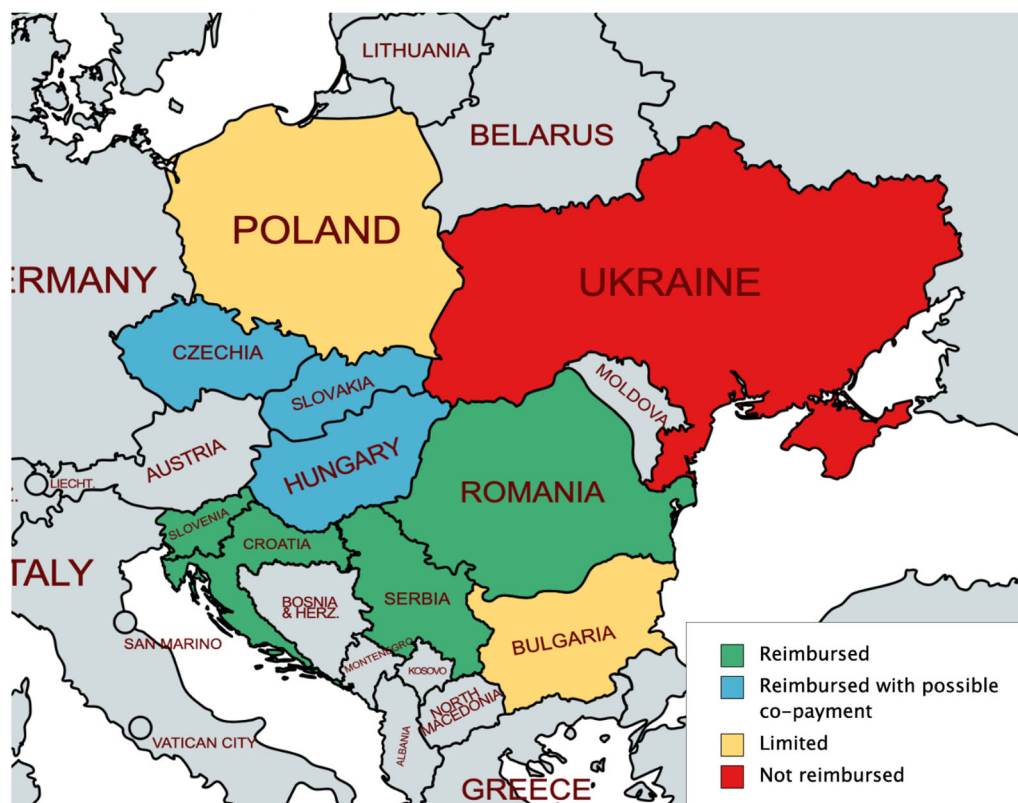 LITHUANIA
BELARUS
POLAND
ERMANY
UKRAINE
CZECHIA
SLOVAKIA
MOLDOVA
AUSTRIA
HUNGARY
LIECHT.
Z.
ROMANIA
SLOVENIA
CROATIA
TALY
BOSNIA
& HERZ.
SERBIA
BULGARIA
SAN MARINO
MONTENEGRO
KOSOVO
NORTH
MACEDONIA
VATICAN CITY
ALBANIA
GREECE
Reimbursed
Reimbursed with possible
co-payment
Limited
Not reimbursed